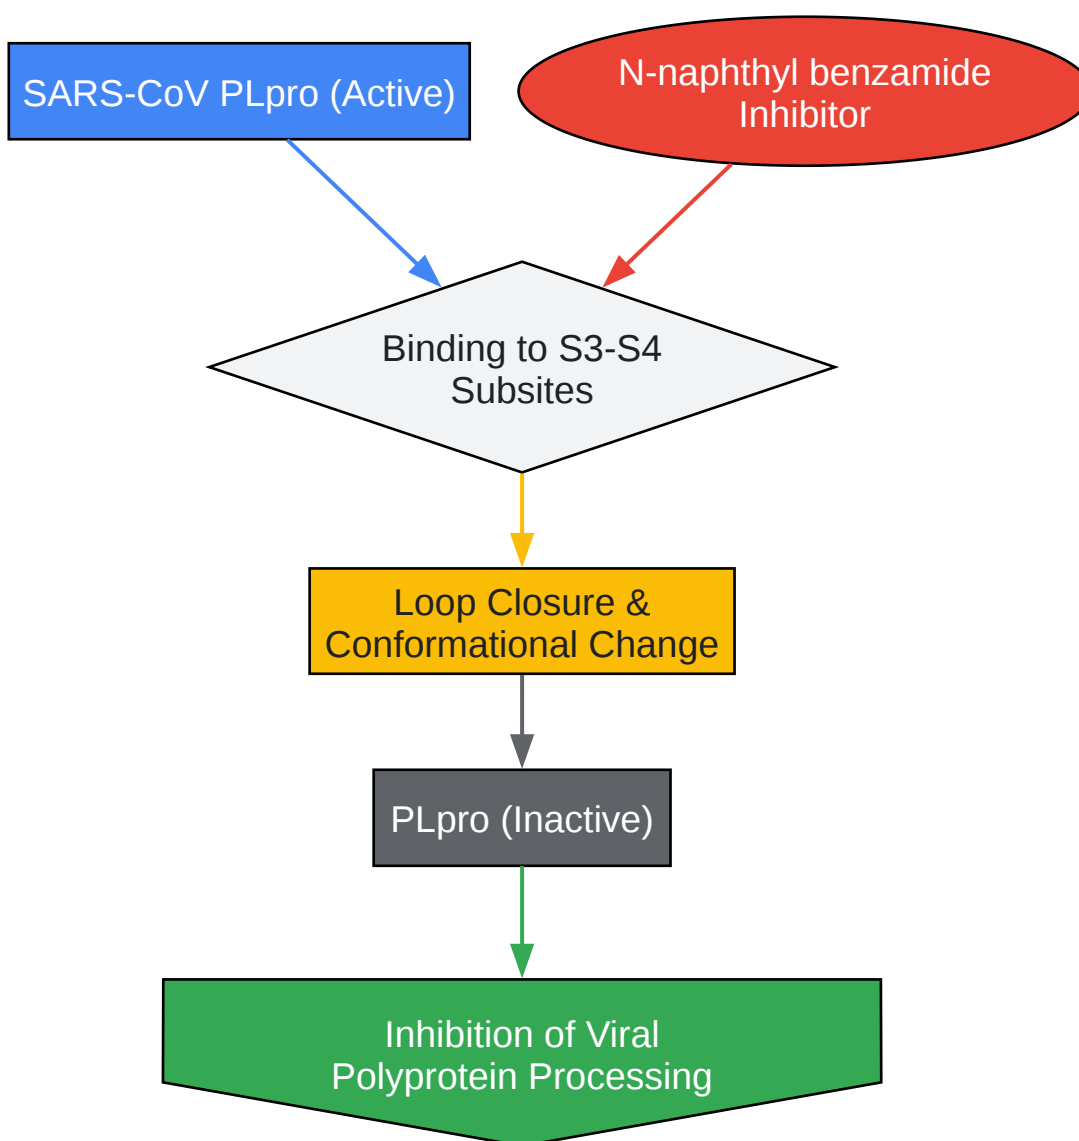 SARS-CoV PLpro (Active)
N-naphthyl benzamide
Inhibitor
Binding to S3-S4
Subsites
Loop Closure &
Conformational Change
PLpro (Inactive)
Inhibition of Viral
Polyprotein Processing